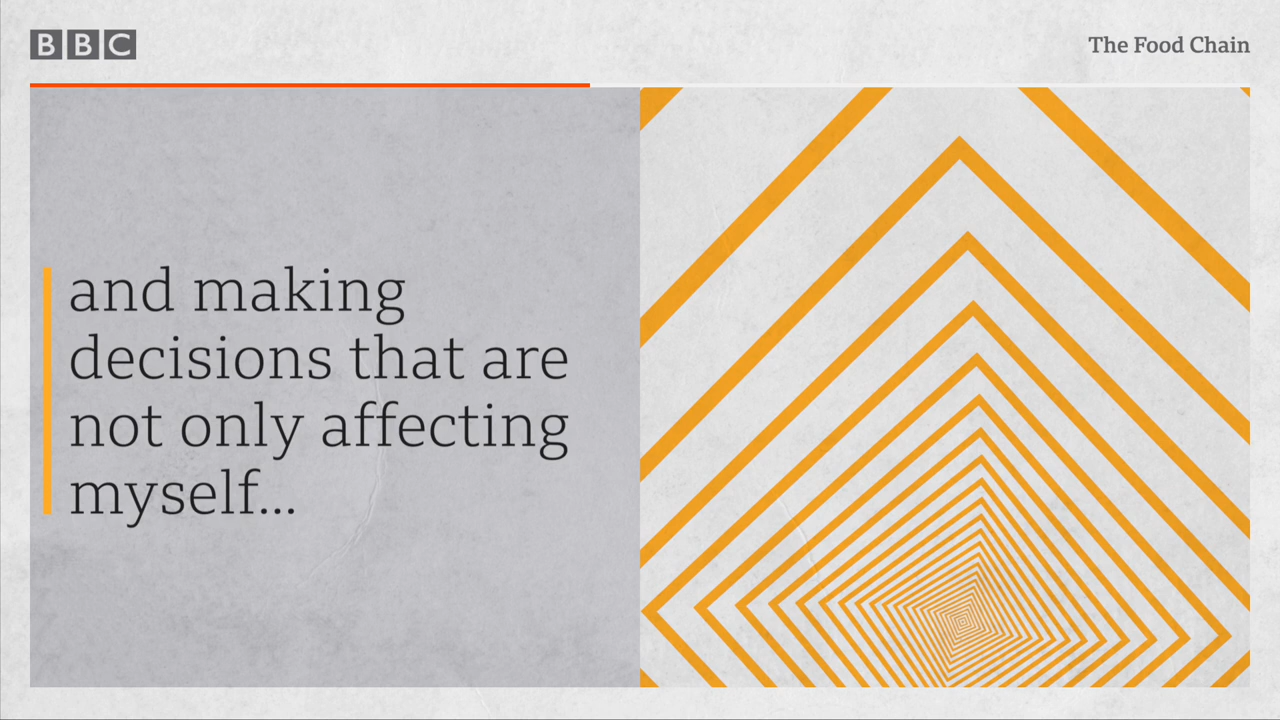 BBC
The Food Chain
and making
decisions that are
not only affecting
myself...